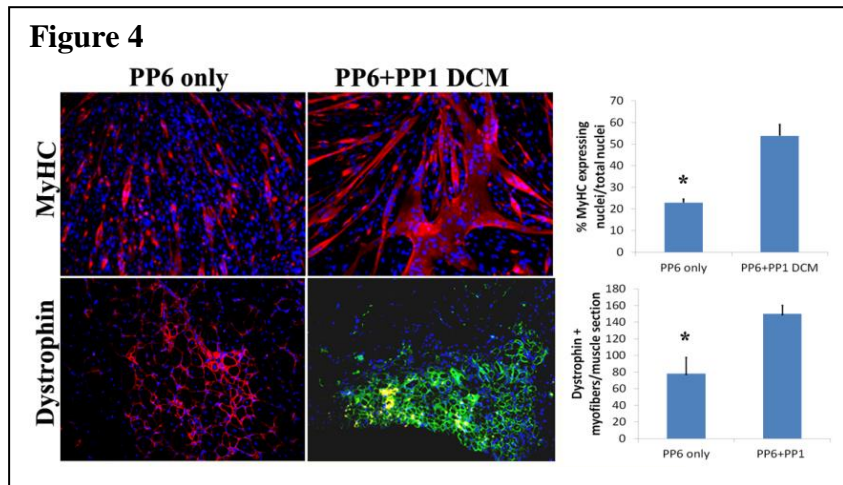 Figure 4
PP6 only PP6+PP1 DCM
MyHC
Dystrophin
% MyHC expressing
nuclei/total nuclei
70
60
50
40
30
20
10
0
*
PP6 only PP6+PP1 DCM
Dystrophin +
myofibers/muscle section
180
160
140
120
100
80
60
40
20
0
*
PP6 only PP6+PP1